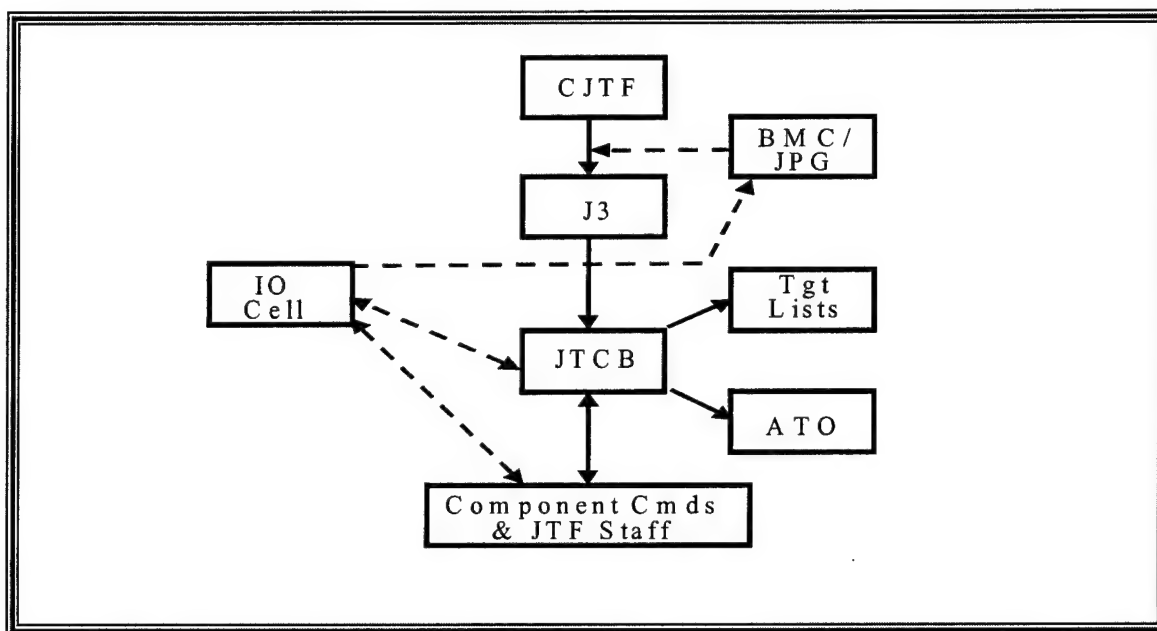 CJTF
BMC/
JPG
J3
IO
Cell
Tgt
Lists
JTCB
ATO
Component Cmds
& JTF Staff